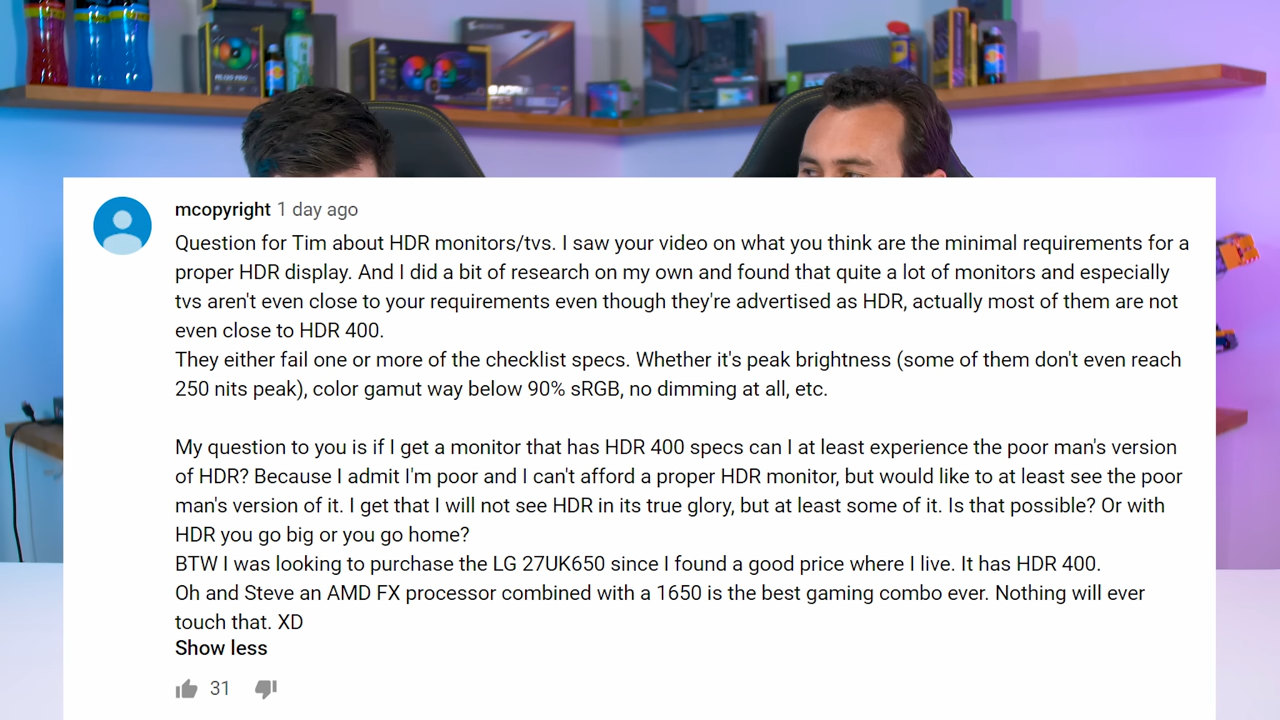 mcopyright 1 day ago
Question for Tim about HDR monitors/tvs. I saw your video on what you think are the minimal requirements for a
proper HDR display. And I did a bit of research on my own and found that quite a lot of monitors and especially
tvs aren't even close to your requirements even though they're advertised as HDR, actually most of them are not
even close to HDR 400.
They either fail one or more of the checklist specs. Whether it's peak brightness (some of them don't even reach
250 nits peak), color gamut way below 90% sRGB, no dimming at all, etc.
My question to you is if I get a monitor that has HDR 400 specs can I at least experience the poor man's version
of HDR? Because I admit I'm poor and I can't afford a proper HDR monitor, but would like to at least see the poor
man's version of it. I get that I will not see HDR in its true glory, but at least some of it. Is that possible? Or with
HDR you go big or you go home?
BTW I was looking to purchase the LG 27UK650 since I found a good price where I live. It has HDR 400.
Oh and Steve an AMD FX processor combined with a 1650 is the best gaming combo ever. Nothing will ever
touch that. XD
Show less
31